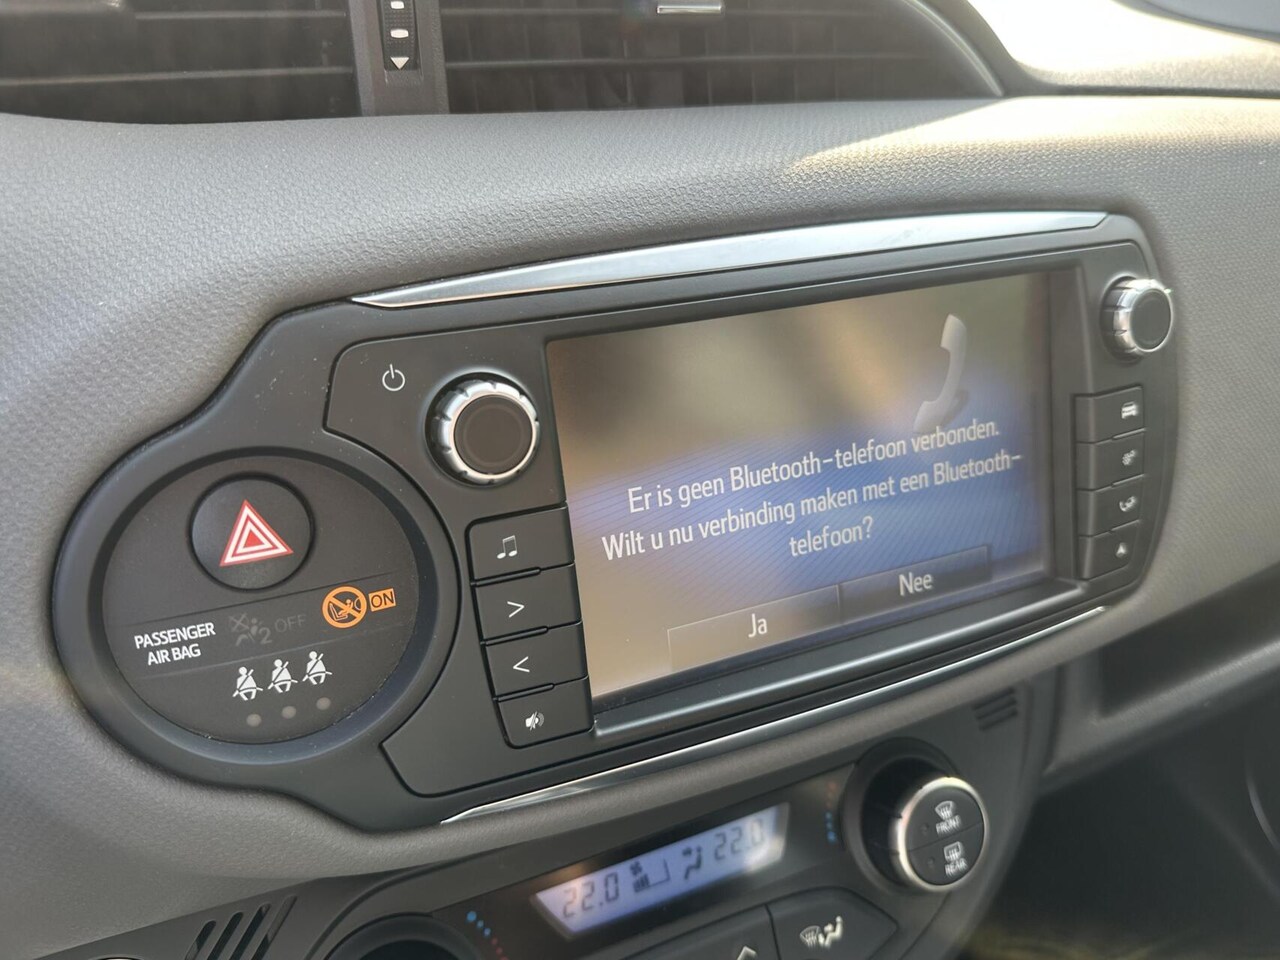 Er is geen Bluetooth-telefoon verbonden.
Wilt u nu verbinding maken met een Bluetooth-
telefoon?
Ja
Nee
PASSENGER
AIR BAG
2 OFF
ON
22.0
22.0
FRONT
REAR